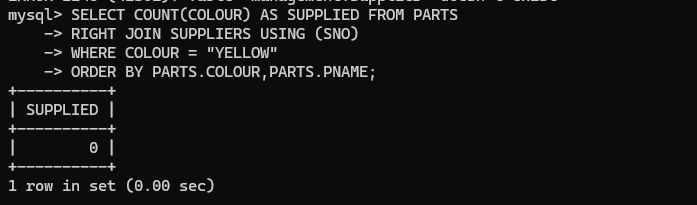 mysql> SELECT COUNT(COLOUR) AS SUPPLIED FROM PARTS
    -> RIGHT JOIN SUPPLIERS USING (SNO)
    -> WHERE COLOUR = "YELLOW"
    -> ORDER BY PARTS.COLOUR,PARTS.PNAME;
+----------+
| SUPPLIED |
+----------+
|        0 |
+----------+
1 row in set (0.00 sec)